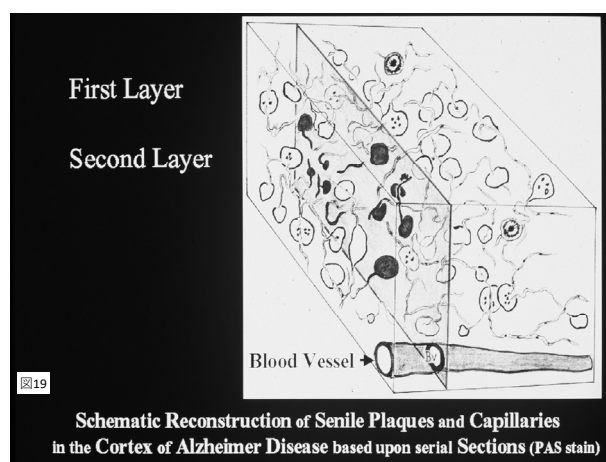 First Layer
Second Layer
Blood Vessel
Bv
図19
Schematic Reconstruction of Senile Plaques and Capillaries
in the Cortex of Alzheimer Disease based upon serial Sections (PAS stain)